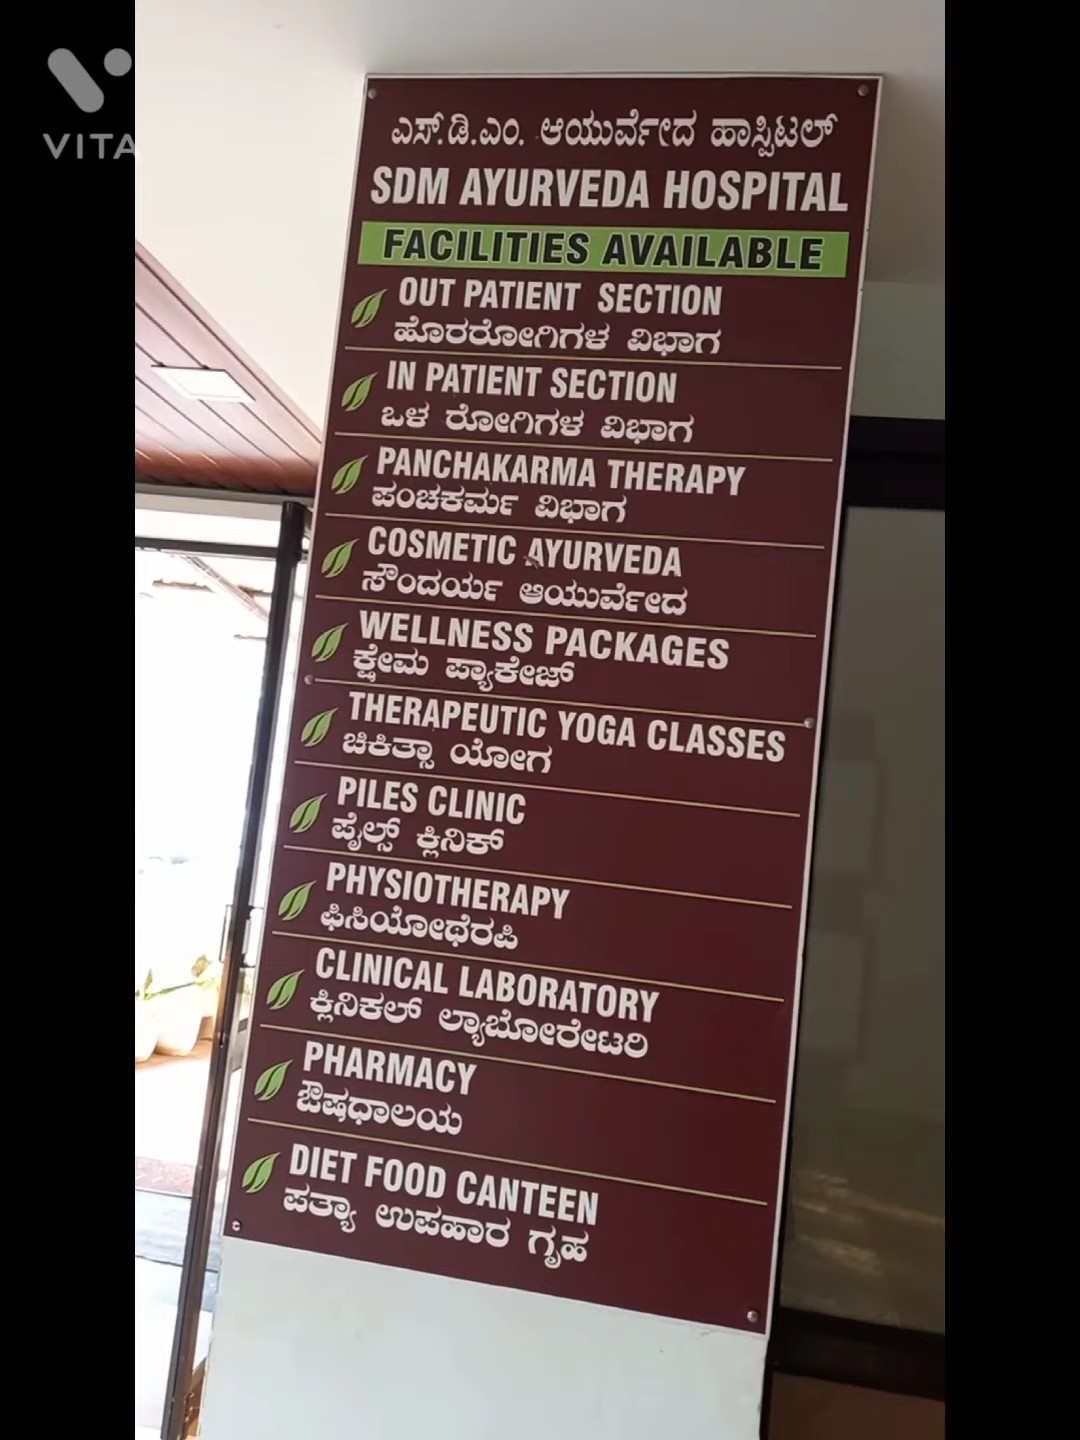 VITA
ಎಸ್.ಡಿ.ಎಂ. ಆಯುರ್ವೇದ ಹಾಸ್ಪಿಟಲ್
SDM AYURVEDA HOSPITAL
FACILITIES AVAILABLE
OUT PATIENT SECTION
ಹೊರರೋಗಿಗಳ ವಿಭಾಗ
IN PATIENT SECTION
ಒಳ ರೋಗಿಗಳ ವಿಭಾಗ
PANCHAKARMA THERAPY
ಪಂಚಕರ್ಮ ವಿಭಾಗ
COSMETIC AYURVEDA
ಸೌಂದರ್ಯ ಆಯುರ್ವೇದ
WELLNESS PACKAGES
ಕ್ಷೇಮ ಪ್ಯಾಕೇಜ್
THERAPEUTIC YOGA CLASSES
ಚಿಕಿತ್ಸಾ ಯೋಗ
PILES CLINIC
ಪೈಲ್ಸ್ ಕ್ಲಿನಿಕ್
PHYSIOTHERAPY
ಫಿಸಿಯೋಥೆರಪಿ
CLINICAL LABORATORY
ಕ್ಲಿನಿಕಲ್ ಲ್ಯಾಬೋರೇಟರಿ
PHARMACY
ಔಷಧಾಲಯ
DIET FOOD CANTEEN
ಪತ್ಯಾ ಉಪಹಾರ ಗೃಹ